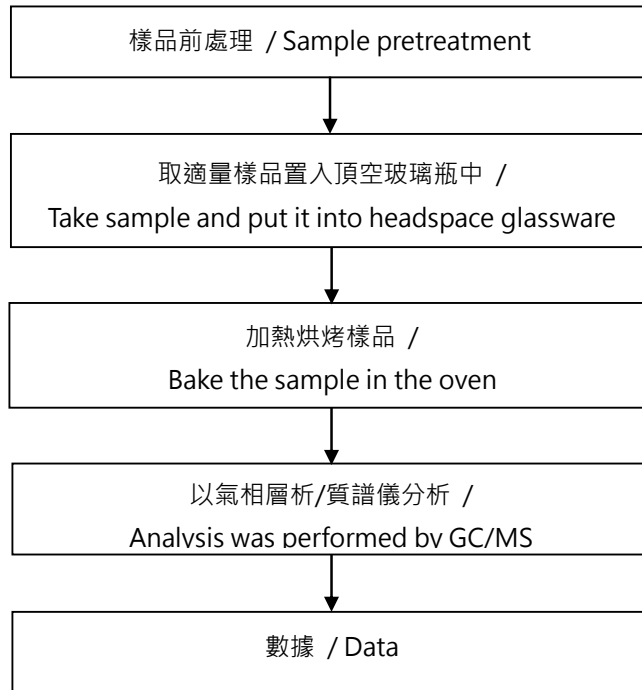 樣品前處理 / Sample pretreatment
取適量樣品置入頂空玻璃瓶中 /
Take sample and put it into headspace glassware
加熱烘烤樣品 /
Bake the sample in the oven
以氣相層析/質譜儀分析 /
Analysis was performed by GC/MS
數據 / Data